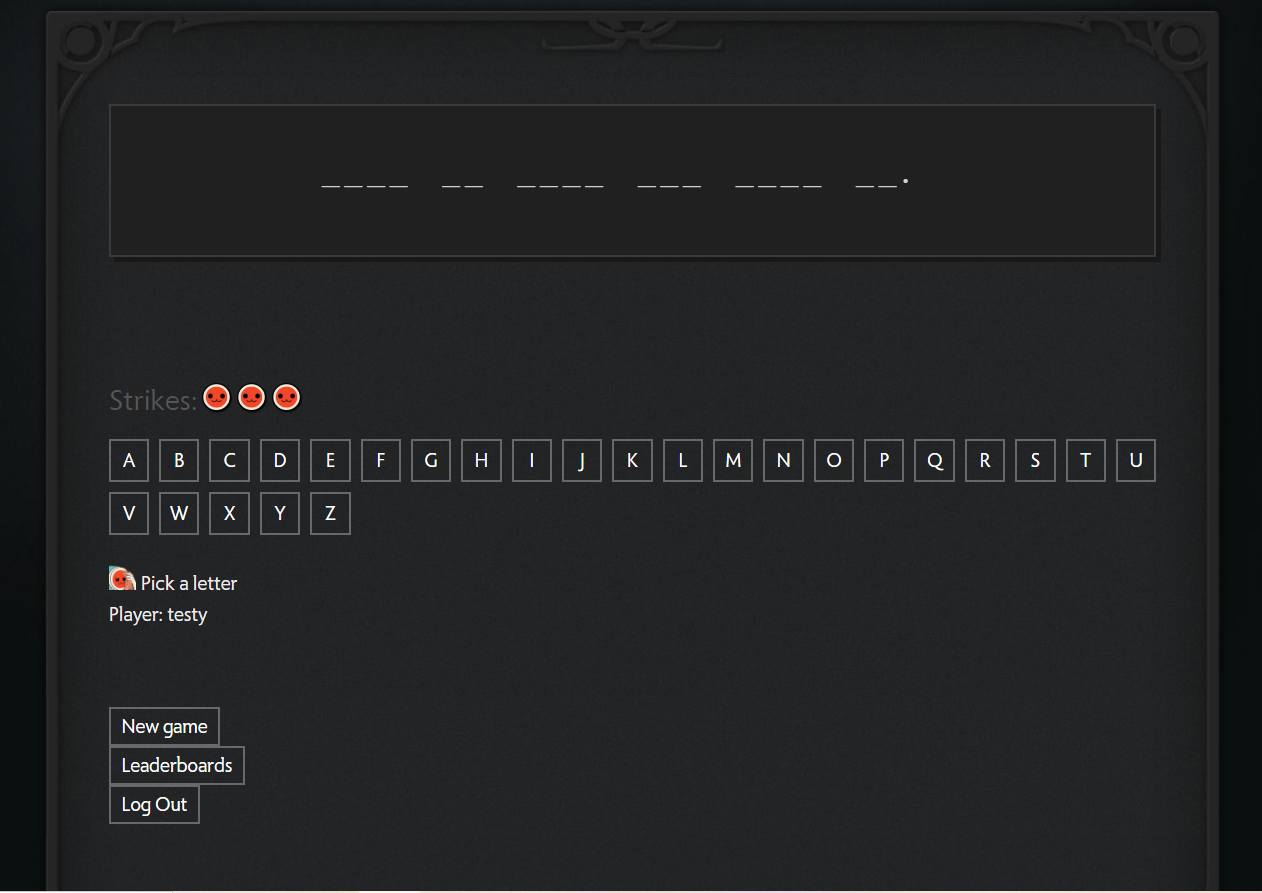 ____ __ ____ ___ ____ __.
Strikes:
A B C D E F G H I J K L M N O P Q R S T U
V W X Y Z
Pick a letter
Player: testy
New game
Leaderboards
Log Out